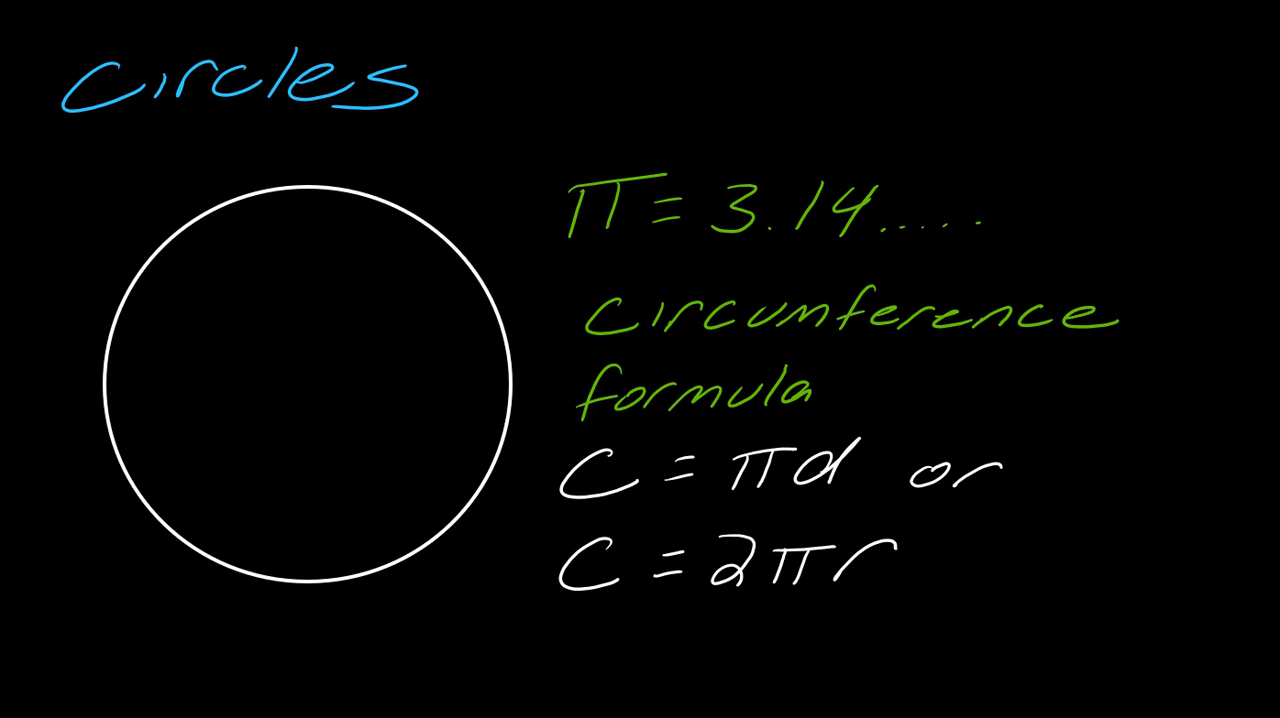 circles
π = 3.14.....
circumference
formula
C = πd or
C = 2πr